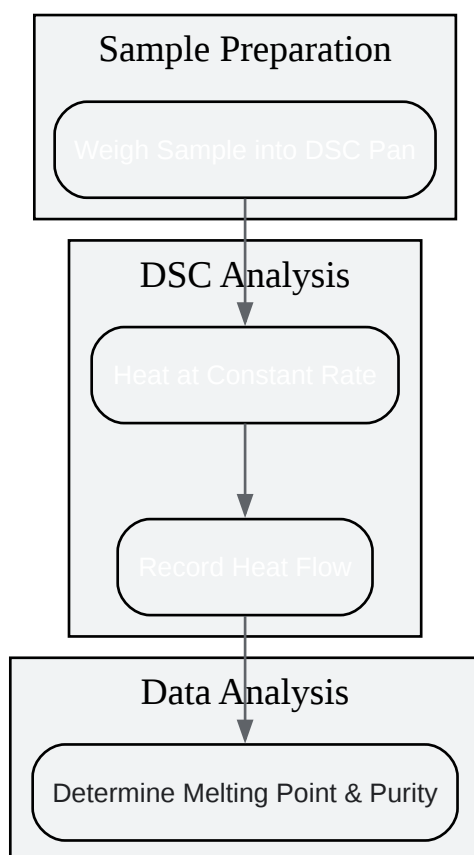 Sample Preparation
Weigh Sample into DSC Pan
DSC Analysis
Heat at Constant Rate
Record Heat Flow
Data Analysis
Determine Melting Point & Purity